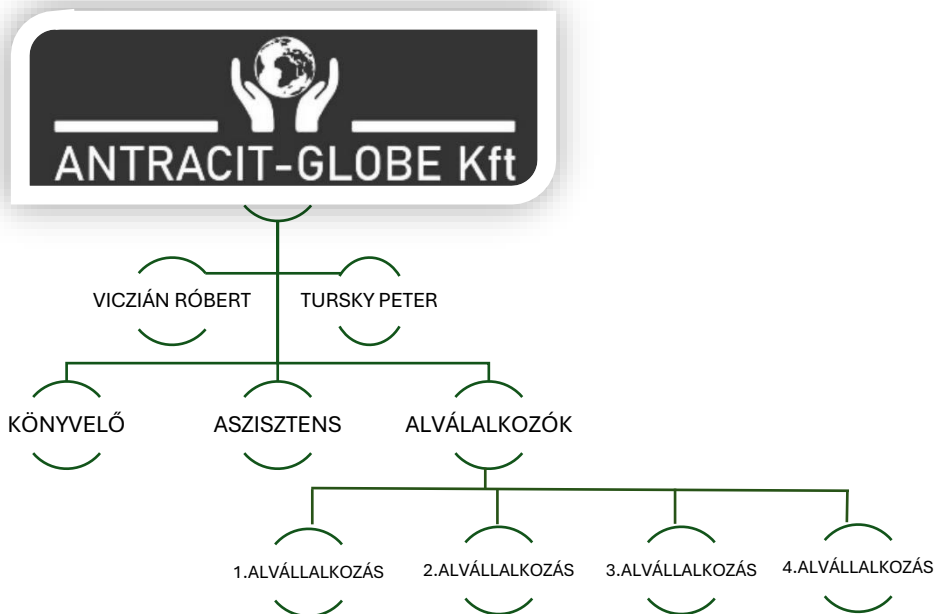 ANTRACIT-GLOBE Kft
VICZIÁN RÓBERT
TURSKY PETER
KÖNYVELŐ
ASZISZTENS
ALVÁLALKOZÓK
1.ALVÁLLALKOZÁS
2.ALVÁLLALKOZÁS
3.ALVÁLLALKOZÁS
4.ALVÁLLALKOZÁS